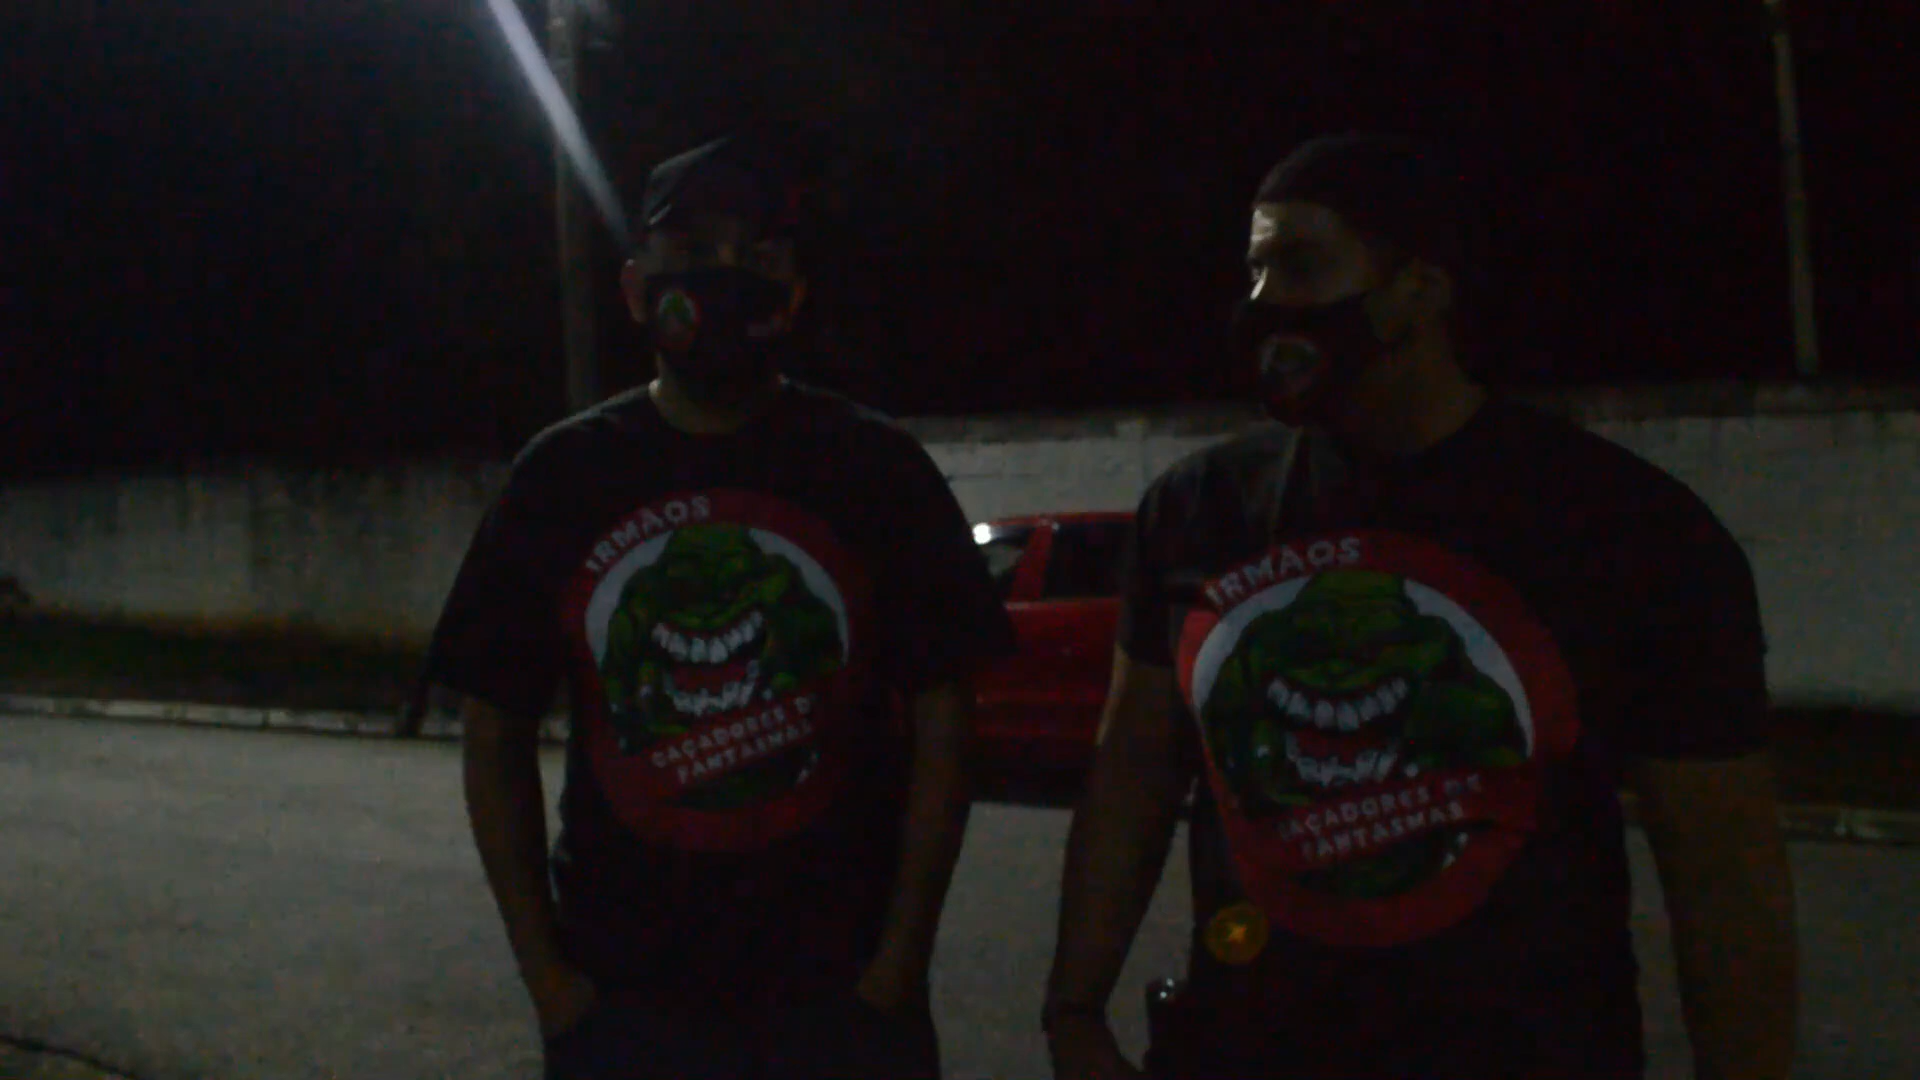 IRMÃOS
CAÇADORES D
FANTASMAS
IRMÃOS
CAÇADORES DE
FANTASMAS